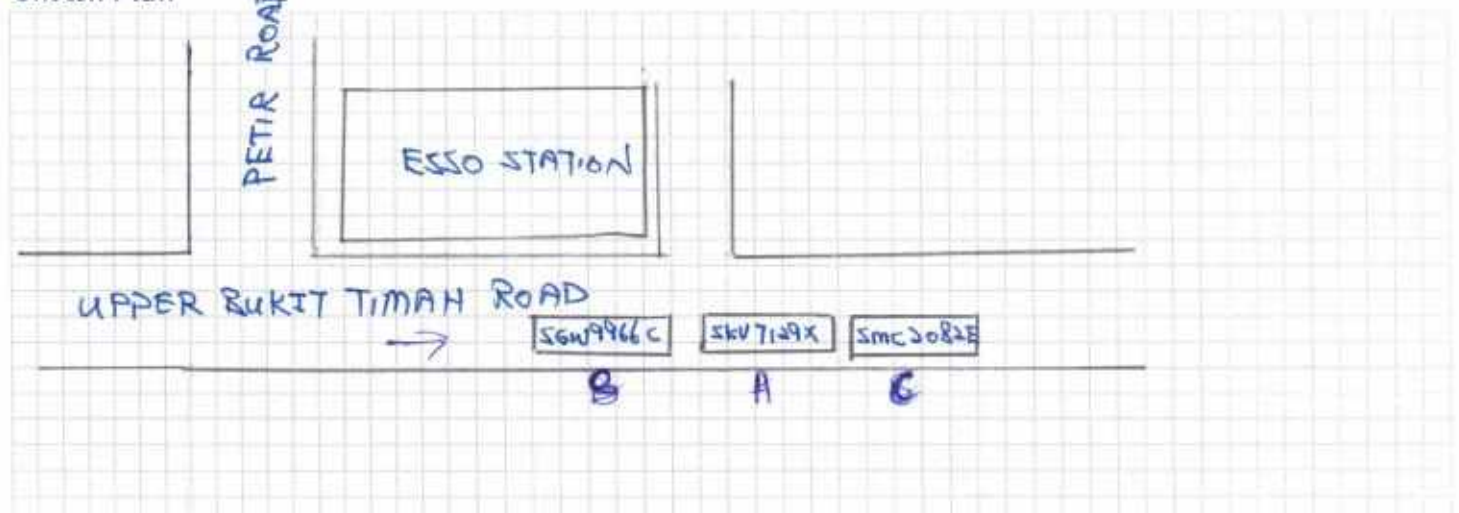 PETIR ROAD
ESSO STATION
UPPER BUKIT TIMAH ROAD
SGW9966C SKV7129X SMC2082E
B A C